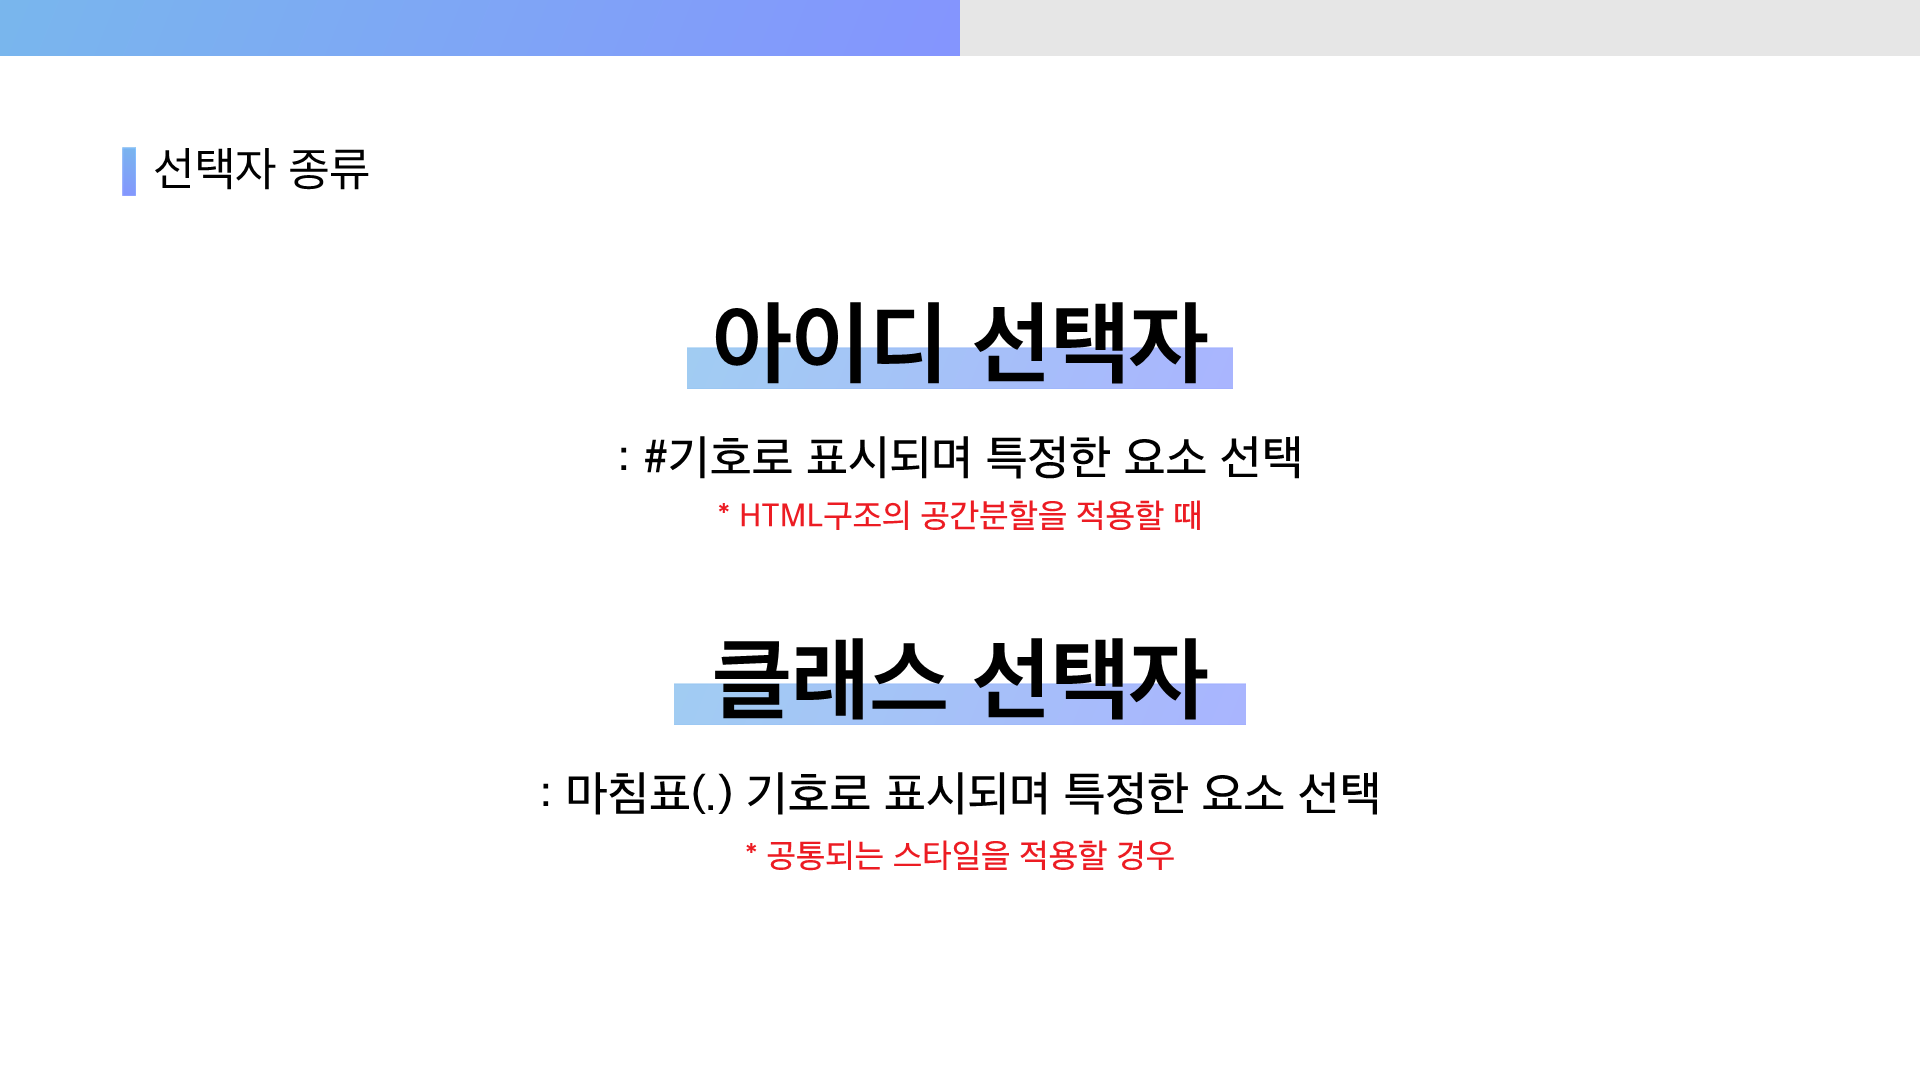 선택자 종류
아이디 선택자
: #기호로 표시되며 특정한 요소 선택
* HTML구조의 공간분할을 적용할 때
클래스 선택자
: 마침표(.) 기호로 표시되며 특정한 요소 선택
* 공통되는 스타일을 적용할 경우